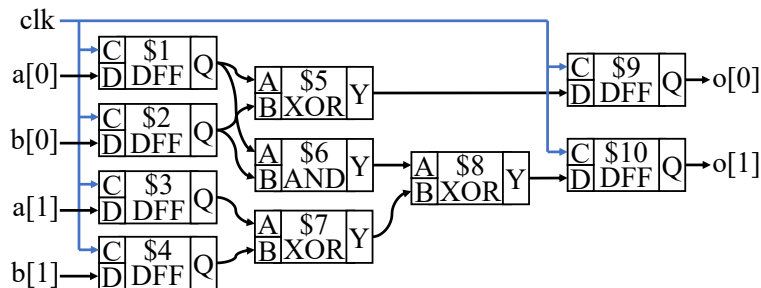 clk
C $1 Q
a[0] D DFF
A $5 Y
B XOR
C $9 Q o[0]
D DFF
C $2 Q
b[0] D DFF
A $6 Y
B AND
A $8 Y
B XOR
C $10 Q o[1]
D DFF
C $3 Q
a[1] D DFF
A $7 Y
B XOR
C $4 Q
b[1] D DFF